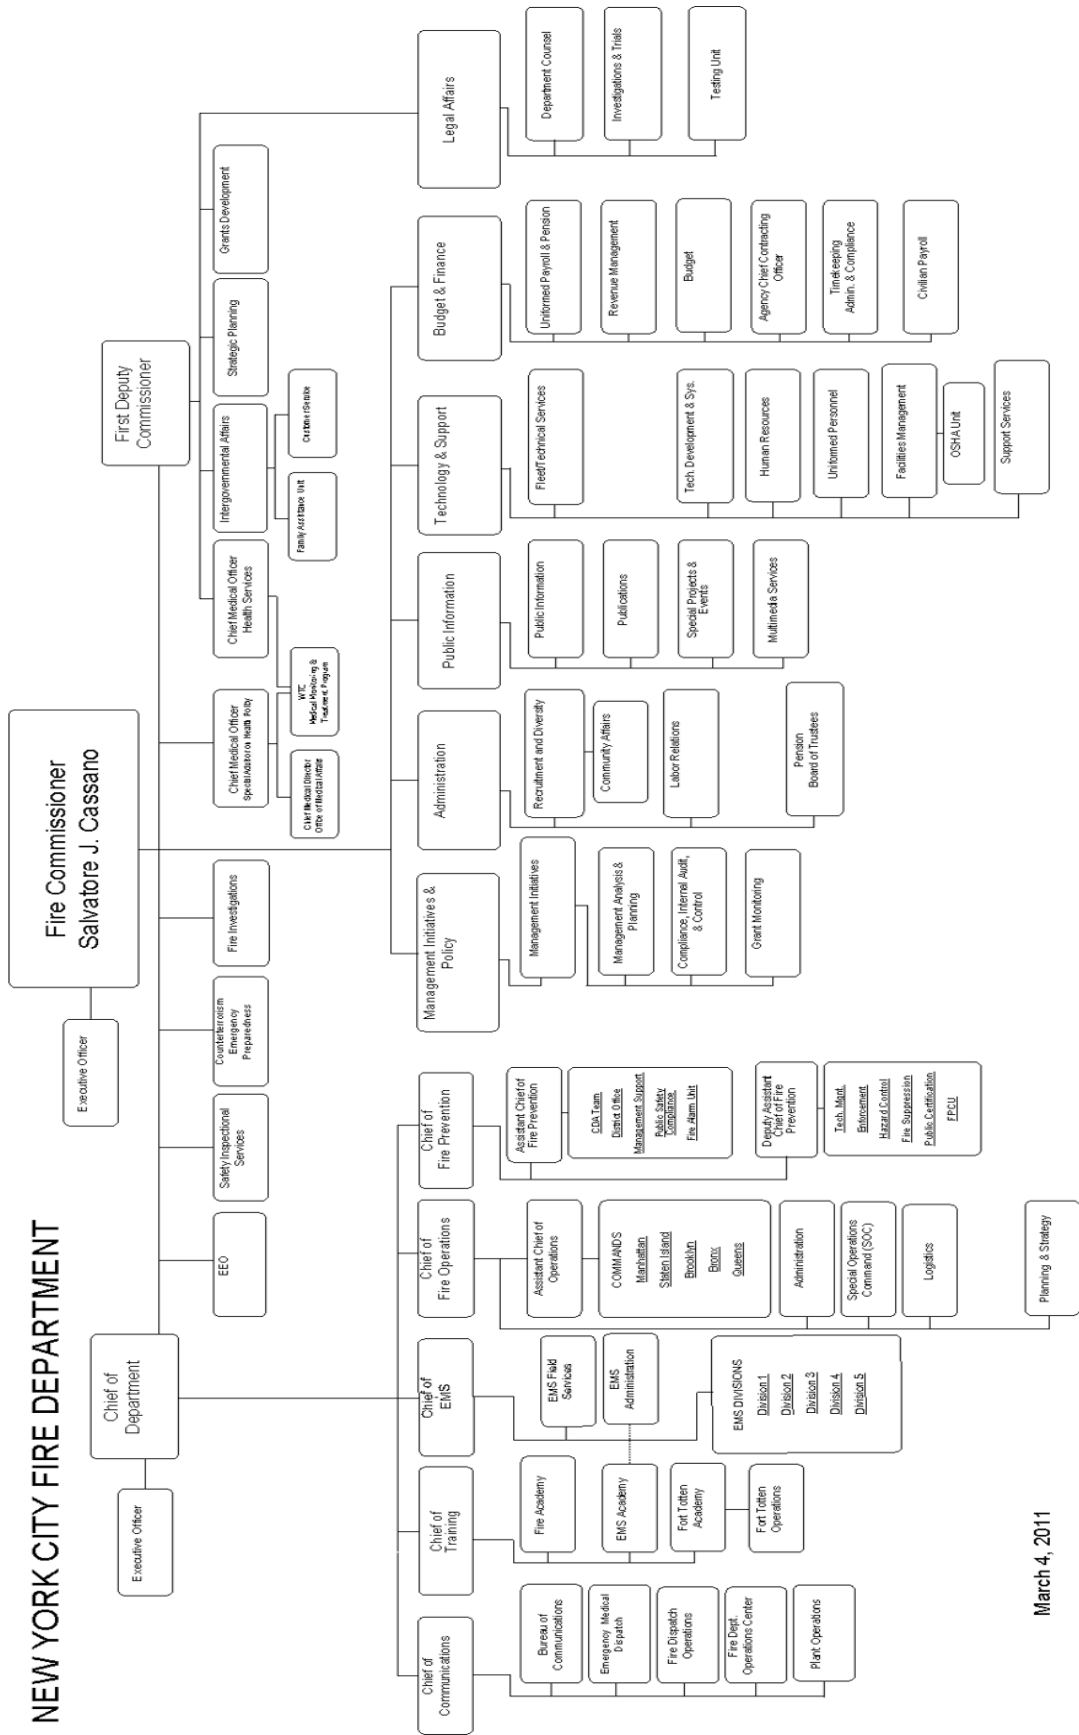 NEW YORK CITY FIRE DEPARTMENT
Fire Commissioner
Salvatore J. Cassano
Executive Officer
Chief of
Department
Executive Officer
First Deputy
Commissioner
EEO
Safety Inspectional
Services
Counterterrorism
Emergency
Preparedness
Fire Investigations
Chief Medical Officer
Special Advisor on Health Policy
Chief Medical Officer
Health Services
Intergovernmental Affairs
Strategic Planning
Grants Development
Chief Medical Director
Office of Medical Affairs
WTC
Medical Monitoring &
Treatment Program
Family Assistance Unit
Customer Service
Chief of
Communications
Chief of
Training
Chief of
EMS
Chief of
Fire Operations
Chief of
Fire Prevention
Management Initiatives &
Policy
Administration
Public Information
Technology & Support
Budget & Finance
Legal Affairs
Bureau of
Communications
Emergency Medical
Dispatch
Fire Dispatch
Operations
Fire Dept.
Operations Center
Plant Operations
Fire Academy
EMS Academy
Fort Totten
Academy
Fort Totten
Operations
EMS Field
Services
EMS
Administration
EMS DIVISIONS
Division 1
Division 2
Division 3
Division 4
Division 5
Assistant Chief of
Operations
COMMANDS
Manhattan
Staten Island
Brooklyn
Bronx
Queens
Administration
Special Operations
Command (SOC)
Logistics
Planning & Strategy
Assistant Chief of
Fire Prevention
CDA Team
District Office
Management Support
Public Safety
Compliance,
Fire Alarm Unit
Deputy Assistant
Chief of Fire
Prevention
Tech. Mgmt.
Enforcement
Hazard Control
Fire Suppression
Public Certification
FPCU
Management Initiatives
Management Analysis &
Planning
Compliance, Internal Audit,
& Control
Grant Monitoring
Recruitment and Diversity
Community Affairs
Labor Relations
Pension
Board of Trustees
Public Information
Publications
Special Projects &
Events
Multimedia Services
Fleet/Technical Services
Tech. Development & Sys.
Human Resources
Uniformed Personnel
Facilities Management
OSHA Unit
Support Services
Uniformed Payroll & Pension
Revenue Management
Budget
Agency Chief Contracting
Officer
Timekeeping
Admin. & Compliance
Civilian Payroll
Department Counsel
Investigations & Trials
Testing Unit
March 4, 2011